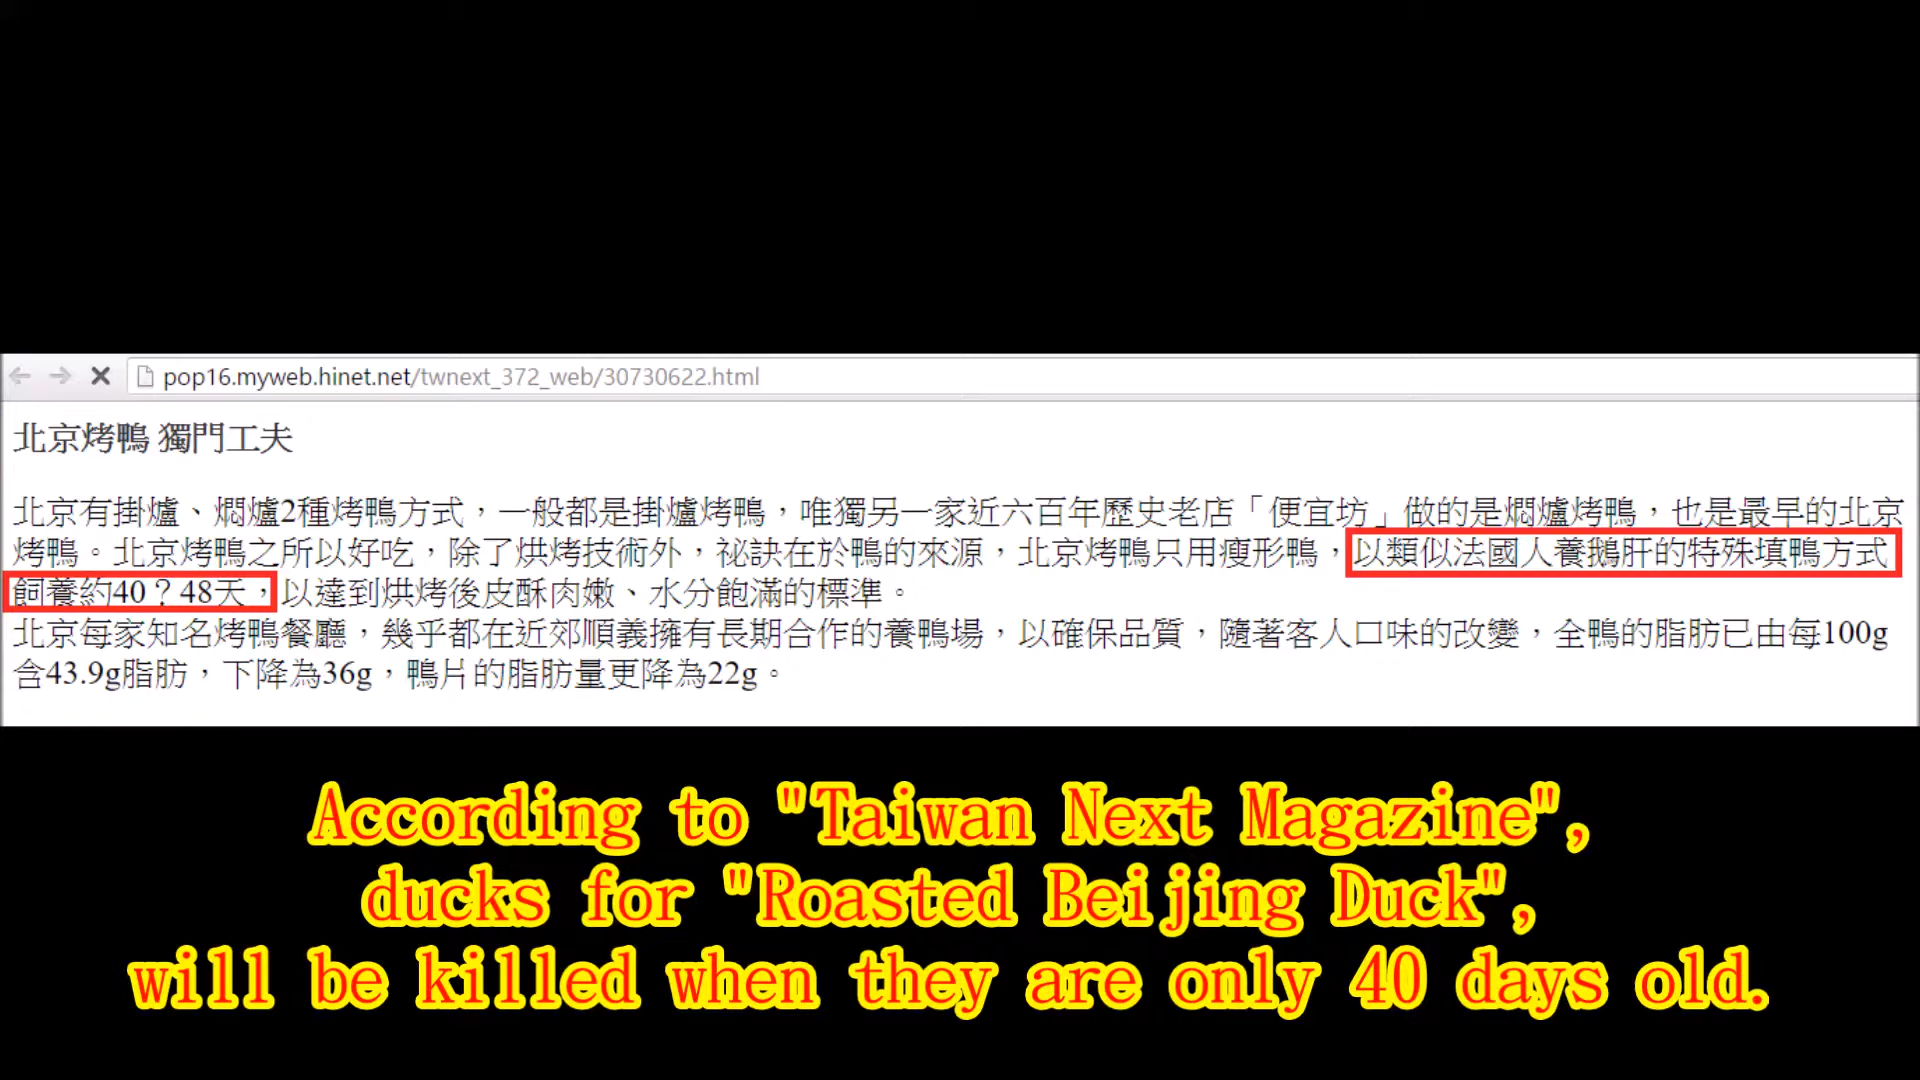 pop16.myweb.hinet.net/twnext_372_web/30730622.html
北京烤鴨 獨門工夫
北京有掛爐、燜爐2種烤鴨方式，一般都是掛爐烤鴨，唯獨另一家近六百年歷史老店「便宜坊」做的是燜爐烤鴨，也是最早的北京
烤鴨。北京烤鴨之所以好吃，除了烘烤技術外，祕訣在於鴨的來源，北京烤鴨只用瘦形鴨，以類似法國人養鵝肝的特殊填鴨方式
飼養約40？48天，以達到烘烤後皮酥肉嫩、水分飽滿的標準。
北京每家知名烤鴨餐廳，幾乎都在近郊順義擁有長期合作的養鴨場，以確保品質，隨著客人口味的改變，全鴨的脂肪已由每100g
含43.9g脂肪，下降為36g，鴨片的脂肪量更降為22g。
According to "Taiwan Next Magazine",
ducks for "Roasted Beijing Duck",
will be killed when they are only 40 days old.